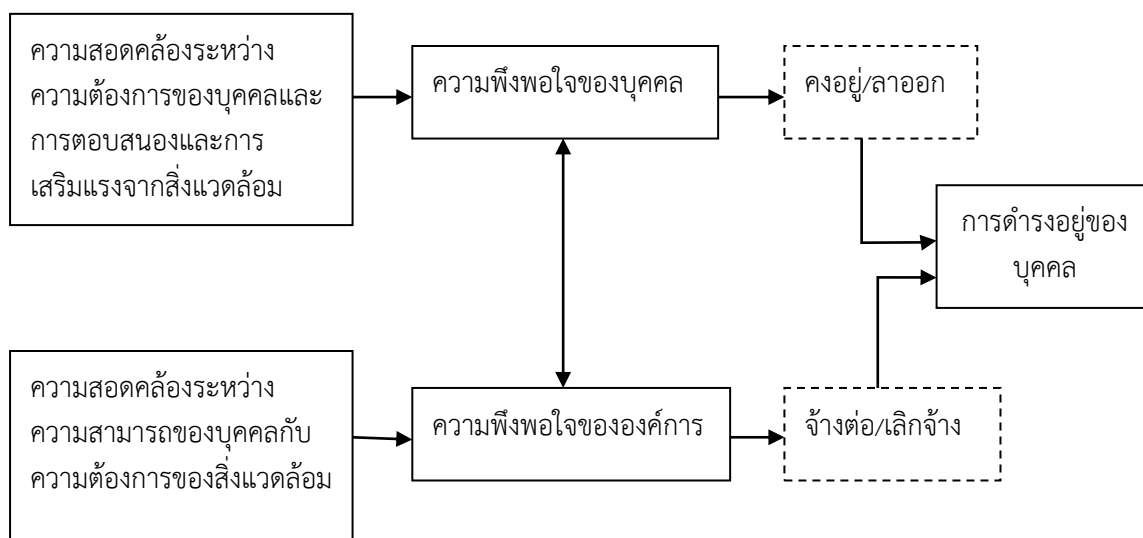 ความสอดคล้องระหว่าง
ความต้องการของบุคคลและ
การตอบสนองและการ
เสริมแรงจากสิ่งแวดล้อม
ความพึงพอใจของบุคคล
คงอยู่/ลาออก
การดำรงอยู่ของ
บุคคล
ความสอดคล้องระหว่าง
ความสามารถของบุคคลกับ
ความต้องการของสิ่งแวดล้อม
ความพึงพอใจขององค์การ
จ้างต่อ/เลิกจ้าง